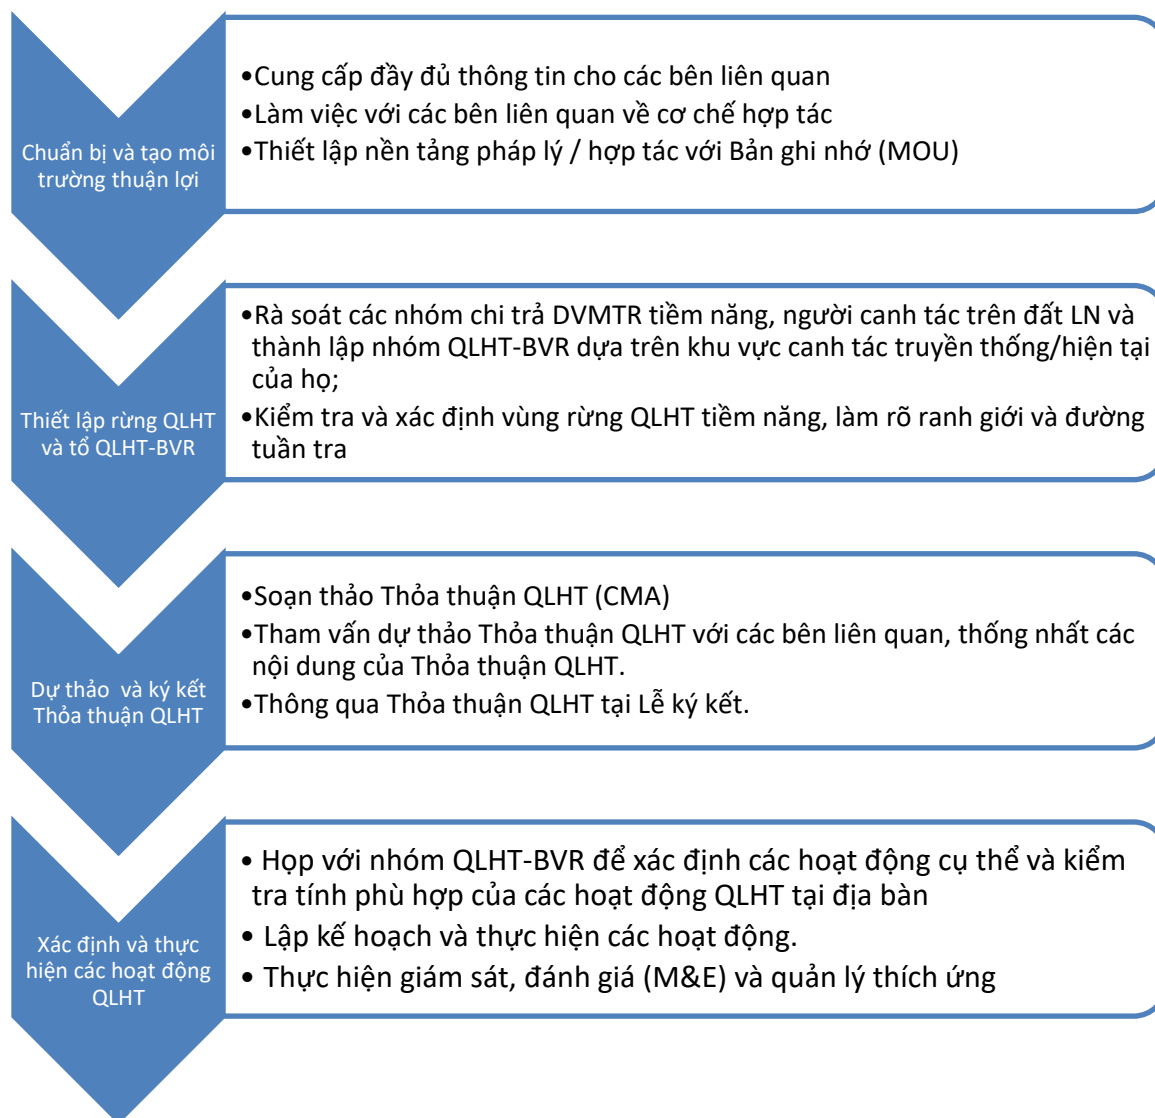 Chuẩn bị và tạo môi
trường thuận lợi
•Cung cấp đầy đủ thông tin cho các bên liên quan
•Làm việc với các bên liên quan về cơ chế hợp tác
•Thiết lập nền tảng pháp lý / hợp tác với Bản ghi nhớ (MOU)
Thiết lập rừng QLHT
và tổ QLHT-BVR
•Rà soát các nhóm chi trả DVMTR tiềm năng, người canh tác trên đất LN và
thành lập nhóm QLHT-BVR dựa trên khu vực canh tác truyền thống/hiện tại
của họ;
•Kiểm tra và xác định vùng rừng QLHT tiềm năng, làm rõ ranh giới và đường
tuần tra
Dự thảo và ký kết
Thỏa thuận QLHT
•Soạn thảo Thỏa thuận QLHT (CMA)
•Tham vấn dự thảo Thỏa thuận QLHT với các bên liên quan, thống nhất các
nội dung của Thỏa thuận QLHT.
•Thông qua Thỏa thuận QLHT tại Lễ ký kết.
Xác định và thực
hiện các hoạt động
QLHT
• Họp với nhóm QLHT-BVR để xác định các hoạt động cụ thể và kiểm
tra tính phù hợp của các hoạt động QLHT tại địa bàn
• Lập kế hoạch và thực hiện các hoạt động.
• Thực hiện giám sát, đánh giá (M&E) và quản lý thích ứng